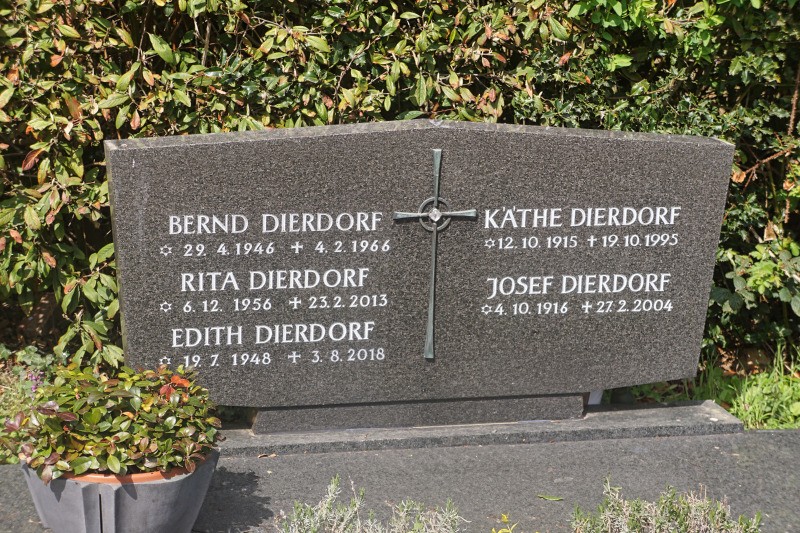 BERND DIERDORF
✡ 29. 4. 1946 ✝ 4. 2. 1966
RITA DIERDORF
✡ 6. 12. 1956 ✝ 23. 2. 2013
EDITH DIERDORF
✡ 19. 7. 1948 ✝ 3. 8. 2018
KÄTHE DIERDORF
✡ 12. 10. 1915 ✝ 19. 10. 1995
JOSEF DIERDORF
✡ 4. 10. 1916 ✝ 27. 2. 2004